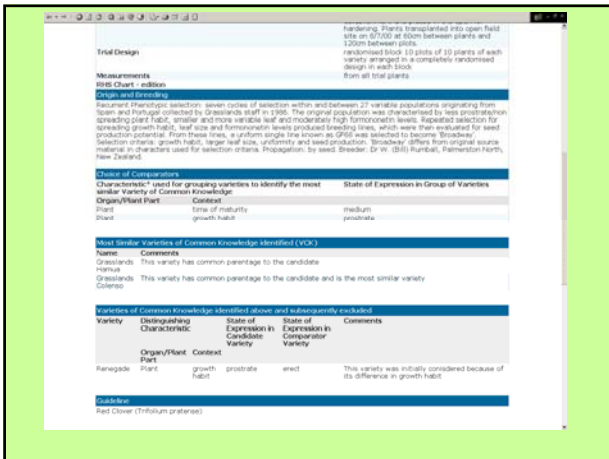 hardening. Plants transplanted into open field
site on 8/7/00 at 60cm between plants and
120cm between plots.
Trial Design randomised block 10 plots of 10 plants of each
variety arranged in a completely randomised
design in each block
Measurements from all trial plants
RHS Chart - edition
Origin and Breeding
Recurrent Phenotypic selection: seven cycles of selection within and between 27 variable populations originating from
Spain and Portugal collected by Grasslands staff in 1986. The original population was characterised by less prostrate/non
spreading plant habit, smaller and more variable leaf and moderately high formononetin levels. Repeated selection for
spreading growth habit, leaf size and formononetin levels produced breeding lines, which were then evaluated for seed
production potential. From these lines, a uniform single line known as GP66 was selected to become 'Broadway'.
Selection criteria: growth habit, larger leaf size, uniformity and seed production. 'Broadway' differs from original source
material in characters used for selection criteria. Propagation: by seed. Breeder: Dr W. (Bill) Rumball, Palmerston North,
New Zealand.
Choice of Comparators
Characteristic* used for grouping varieties to identify the most State of Expression in Group of Varieties
similar Variety of Common Knowledge:
Organ/Plant Part Context
Plant time of maturity medium
Plant growth habit prostrate
Most Similar Varieties of Common Knowledge identified (VCK)
Name Comments
Grasslands This variety has common parentage to the candidate
Hamua
Grasslands This variety has common parentage to the candidate and is the most similar variety
Colenso
Varieties of Common Knowledge identified above and subsequently excluded
Variety Distinguishing State of State of Comments
Characteristic Expression in Expression in
Candidate Comparator
Variety Variety
Organ/Plant Context
Part
Renegade Plant growth prostrate erect This variety was initially conisdered because of
habit its difference in growth habit
Guideline
Red Clover (Trifolium pratense)